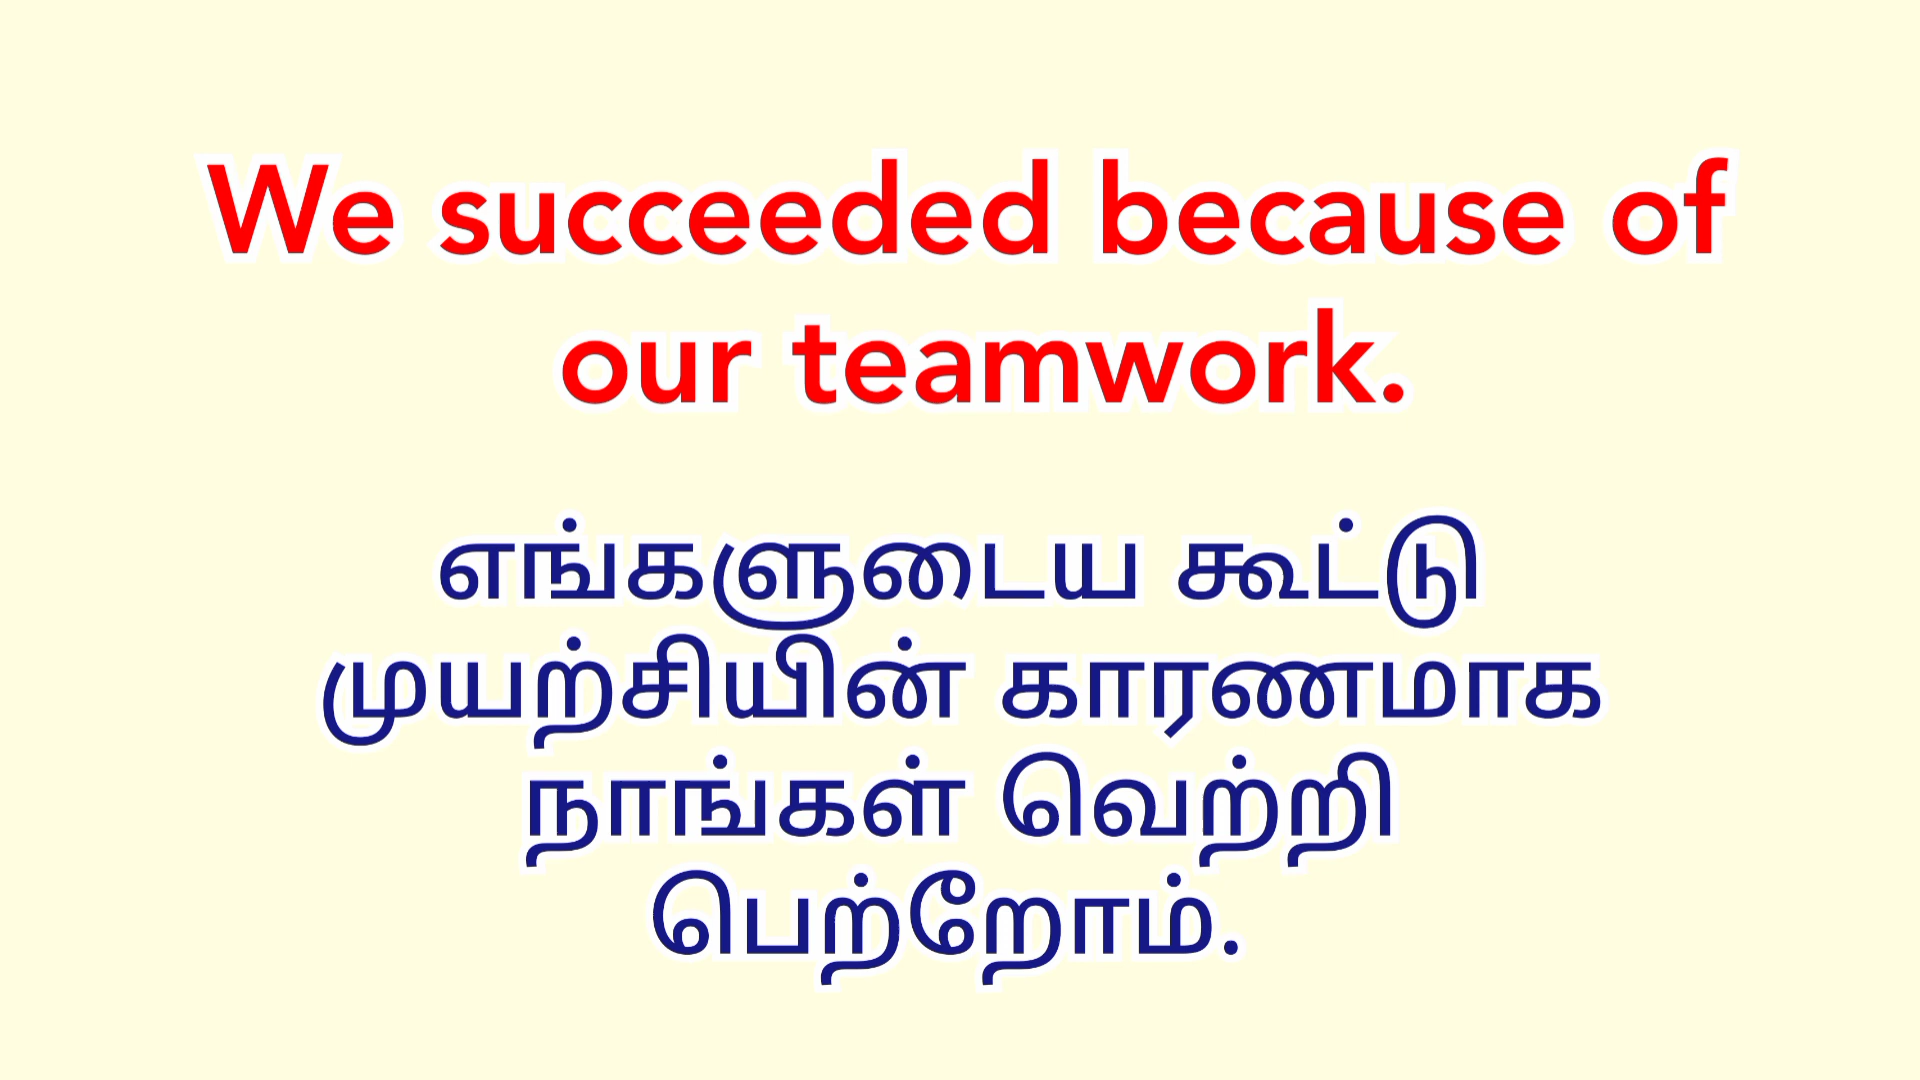 We succeeded because of
our teamwork.
எங்களுடைய கூட்டு
முயற்சியின் காரணமாக
நாங்கள் வெற்றி
பெற்றோம்.